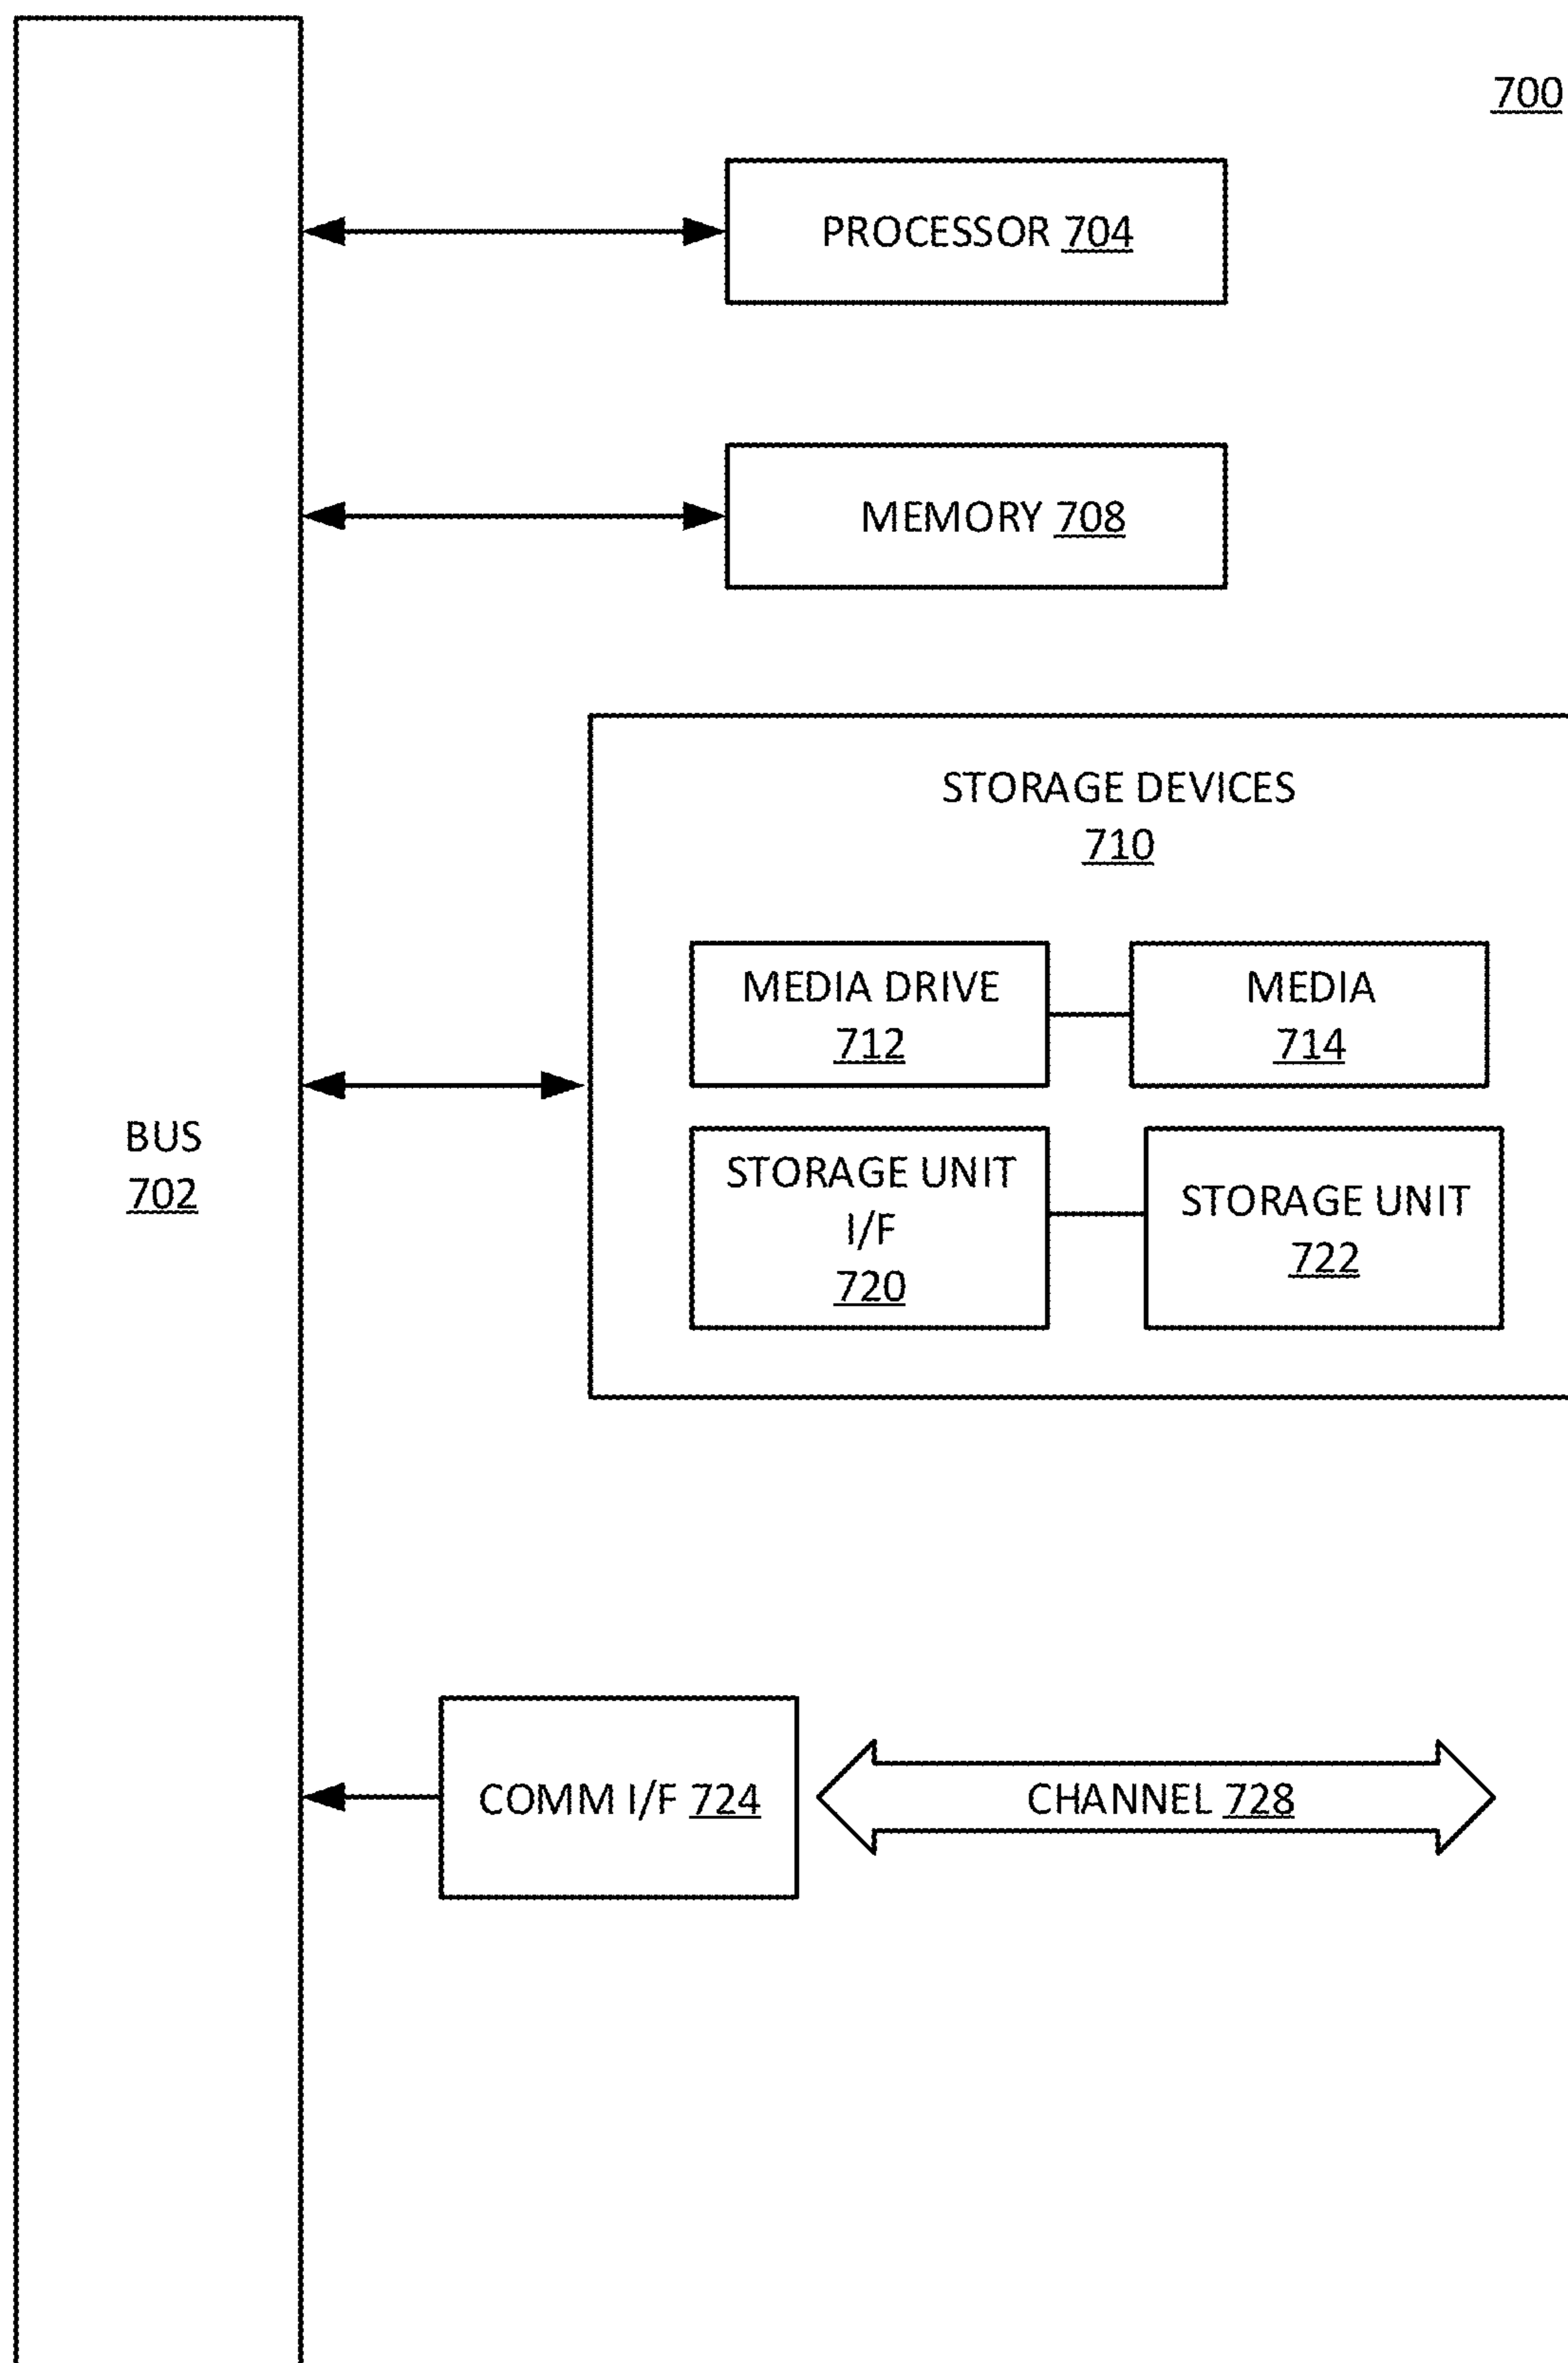 700
PROCESSOR 704
MEMORY 708
STORAGE DEVICES
710
MEDIA DRIVE
712
MEDIA
714
BUS
702
STORAGE UNIT
I/F
720
STORAGE UNIT
722
COMM I/F 724
CHANNEL 728